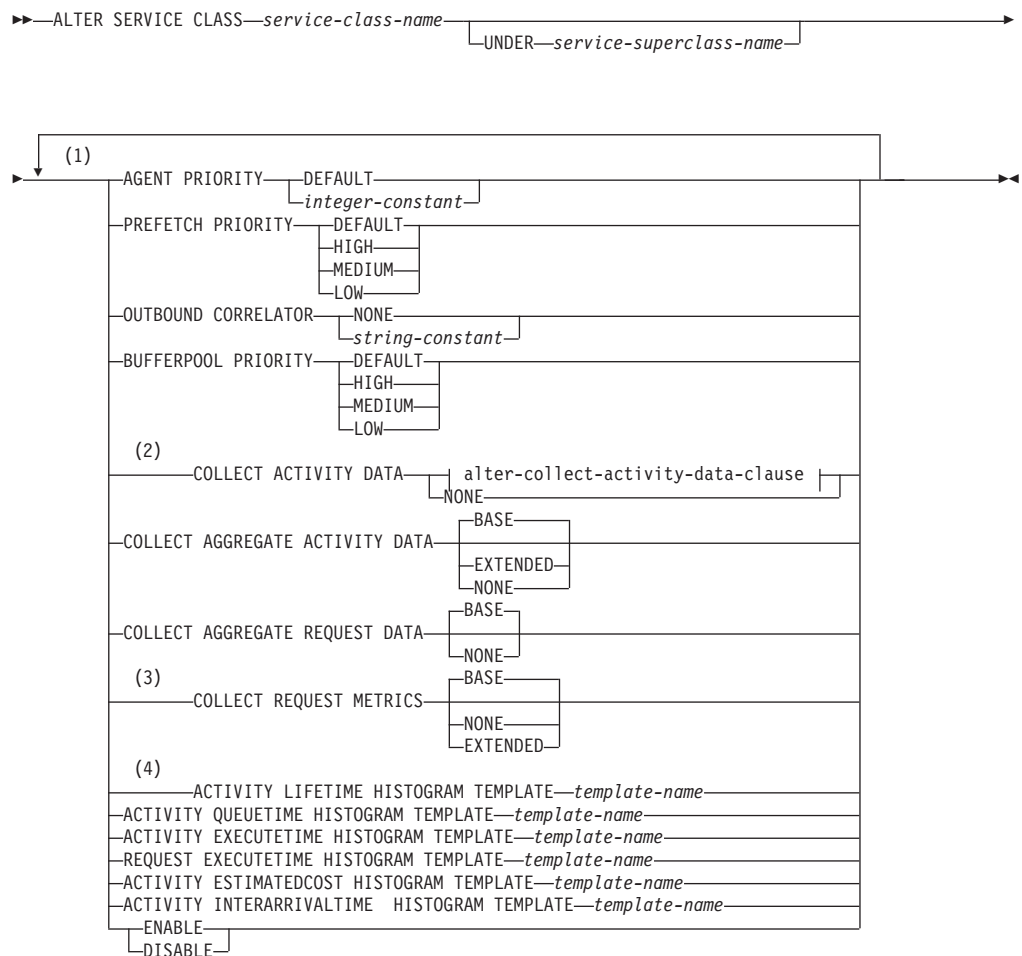 ALTER SERVICE CLASS service-class-name
UNDER service-superclass-name
(1)
AGENT PRIORITY DEFAULT
integer-constant
PREFETCH PRIORITY DEFAULT
HIGH
MEDIUM
LOW
OUTBOUND CORRELATOR NONE
string-constant
BUFFERPOOL PRIORITY DEFAULT
HIGH
MEDIUM
LOW
(2)
COLLECT ACTIVITY DATA alter-collect-activity-data-clause
NONE
BASE
COLLECT AGGREGATE ACTIVITY DATA
EXTENDED
NONE
BASE
COLLECT AGGREGATE REQUEST DATA
NONE
(3)
BASE
COLLECT REQUEST METRICS
NONE
EXTENDED
(4)
ACTIVITY LIFETIME HISTOGRAM TEMPLATE template-name
ACTIVITY QUEUETIME HISTOGRAM TEMPLATE template-name
ACTIVITY EXECUTETIME HISTOGRAM TEMPLATE template-name
REQUEST EXECUTETIME HISTOGRAM TEMPLATE template-name
ACTIVITY ESTIMATEDCOST HISTOGRAM TEMPLATE template-name
ACTIVITY INTERARRIVALTIME HISTOGRAM TEMPLATE template-name
ENABLE
DISABLE